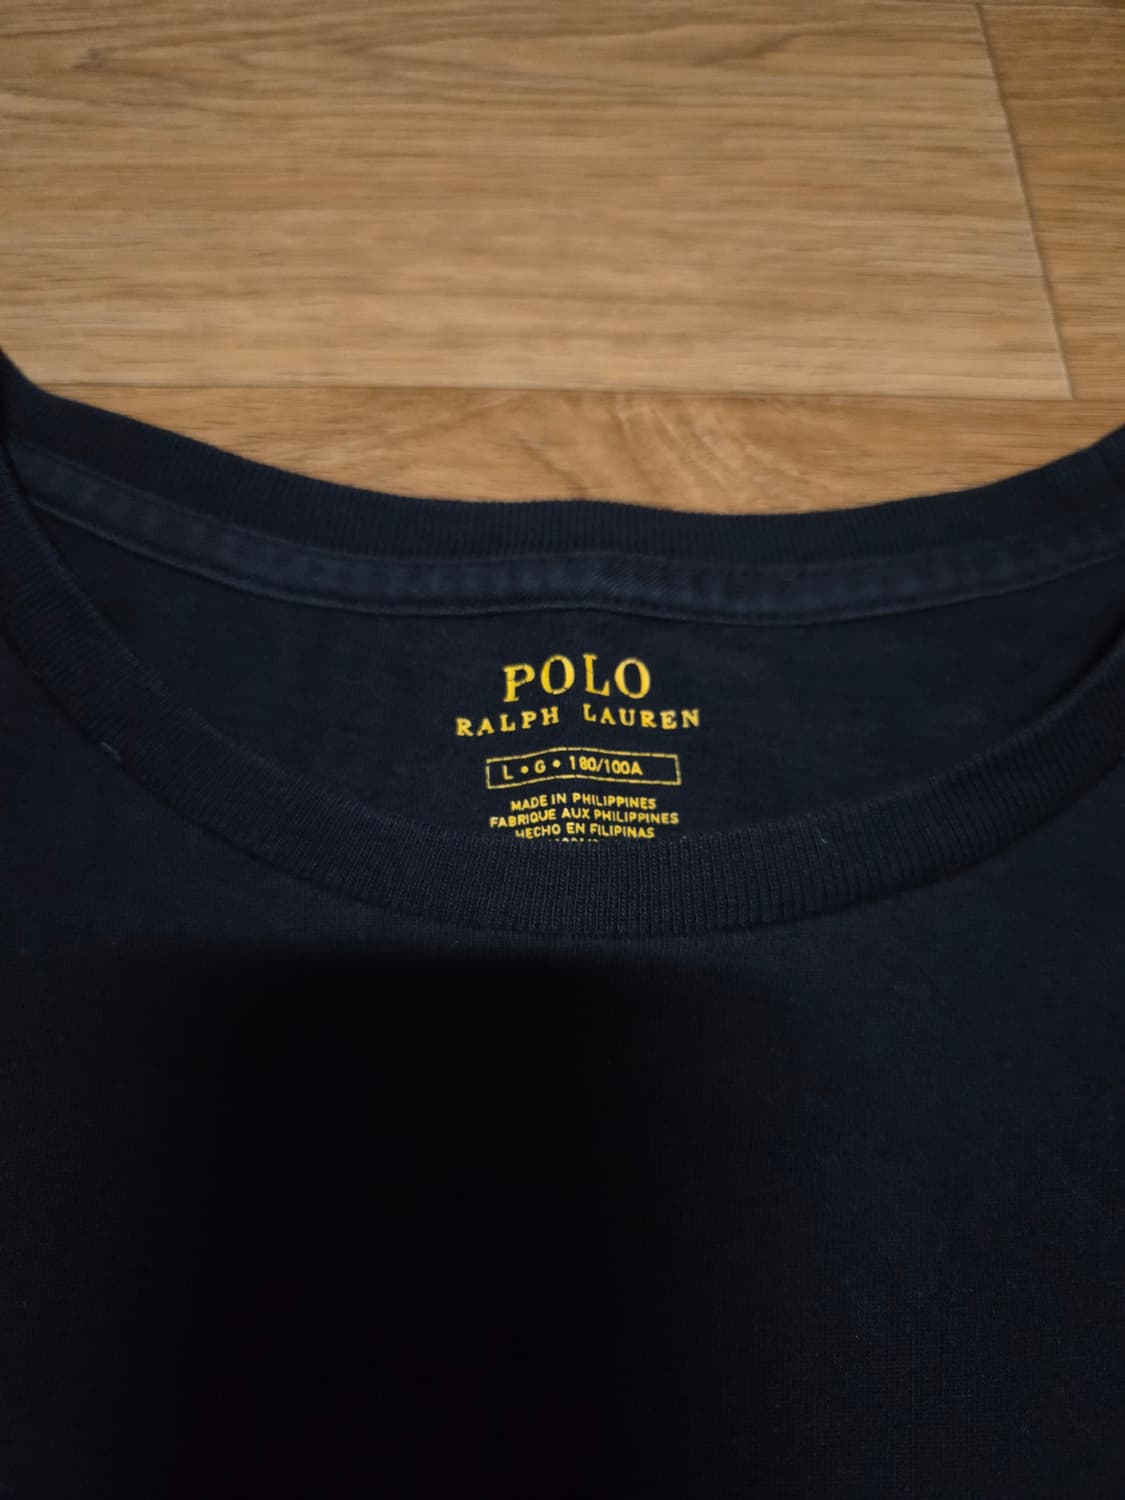 POLO
RALPH LAUREN
L • G • 180/100A
MADE IN PHILIPPINES
FABRIQUE AUX PHILIPPINES
HECHO EN FILIPINAS